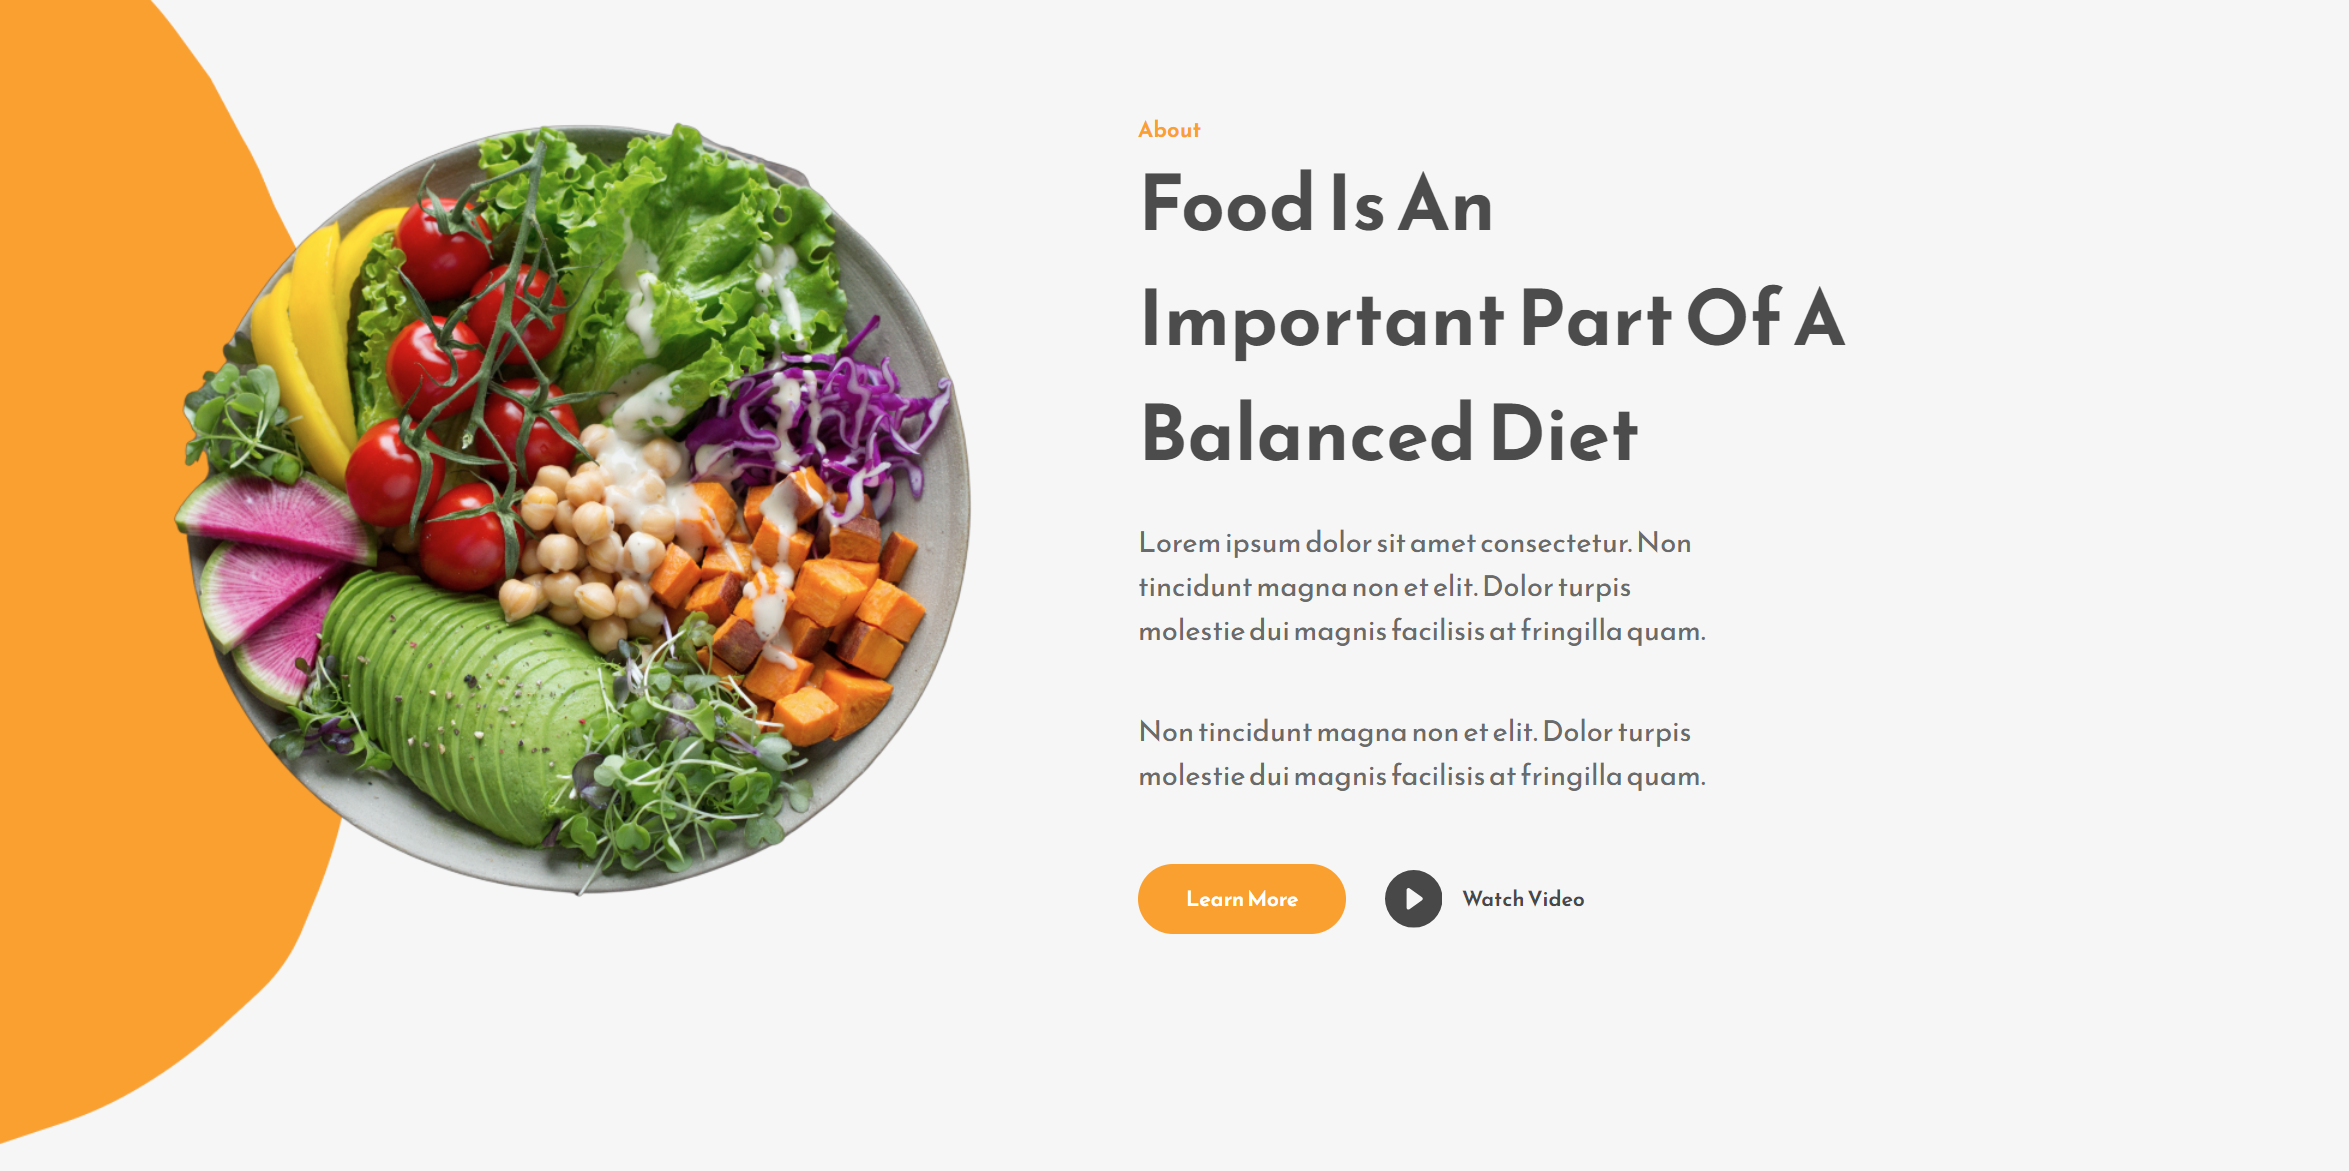 About
Food Is An
Important Part Of A
Balanced Diet
Lorem ipsum dolor sit amet consectetur. Non
tincidunt magna non et elit. Dolor turpis
molestie dui magnis facilisis at fringilla quam.
Non tincidunt magna non et elit. Dolor turpis
molestie dui magnis facilisis at fringilla quam.
Learn More
Watch Video